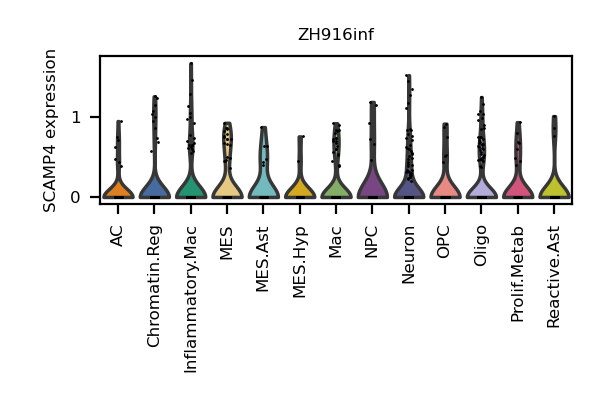 ZH916inf
SCAMP4 expression
1
0
AC
Chromatin.Reg
Inflammatory.Mac
MES
MES.Ast
MES.Hyp
Mac
NPC
Neuron
OPC
Oligo
Prolif.Metab
Reactive.Ast